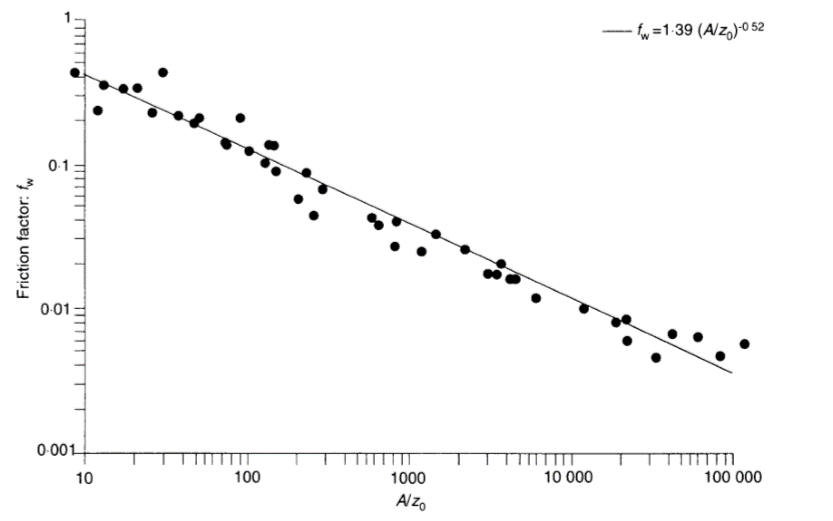 1
f_w=1·39 (A/z_0)^-0·52
0·1
Friction factor: f_w
0·01
0·001
10 100 1000 10 000 100 000
A/z_0